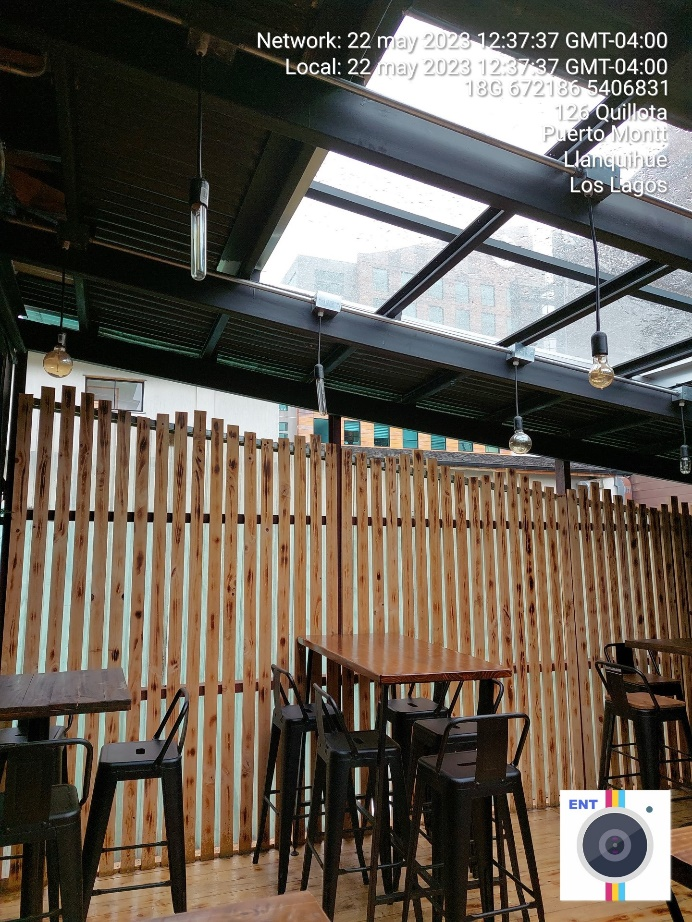 Network: 22 may 2023 12:37:37 GMT-04:00
Local: 22 may 2023 12:37:37 GMT-04:00
18G 672186 5406831
126 Quillota
Puerto Montt
Llanquihue
Los Lagos
ENT